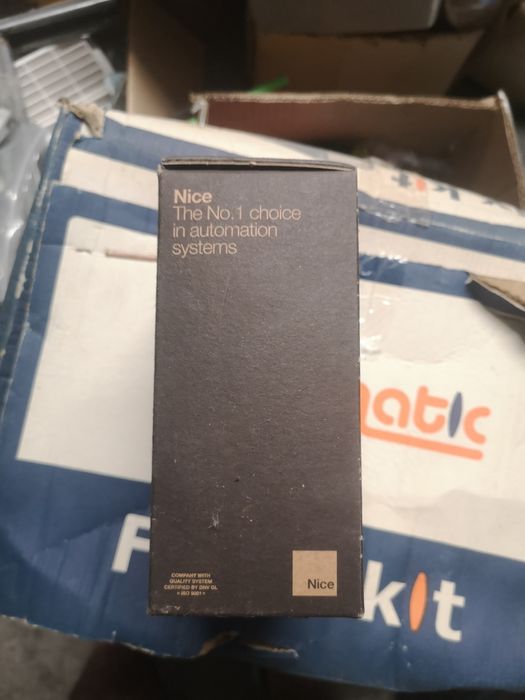 Nice
The No.1 choice
in automation
systems
COMPANY WITH
QUALITY SYSTEM
CERTIFIED BY DNV GL
= ISO 9001 =
Nice
matic
kit